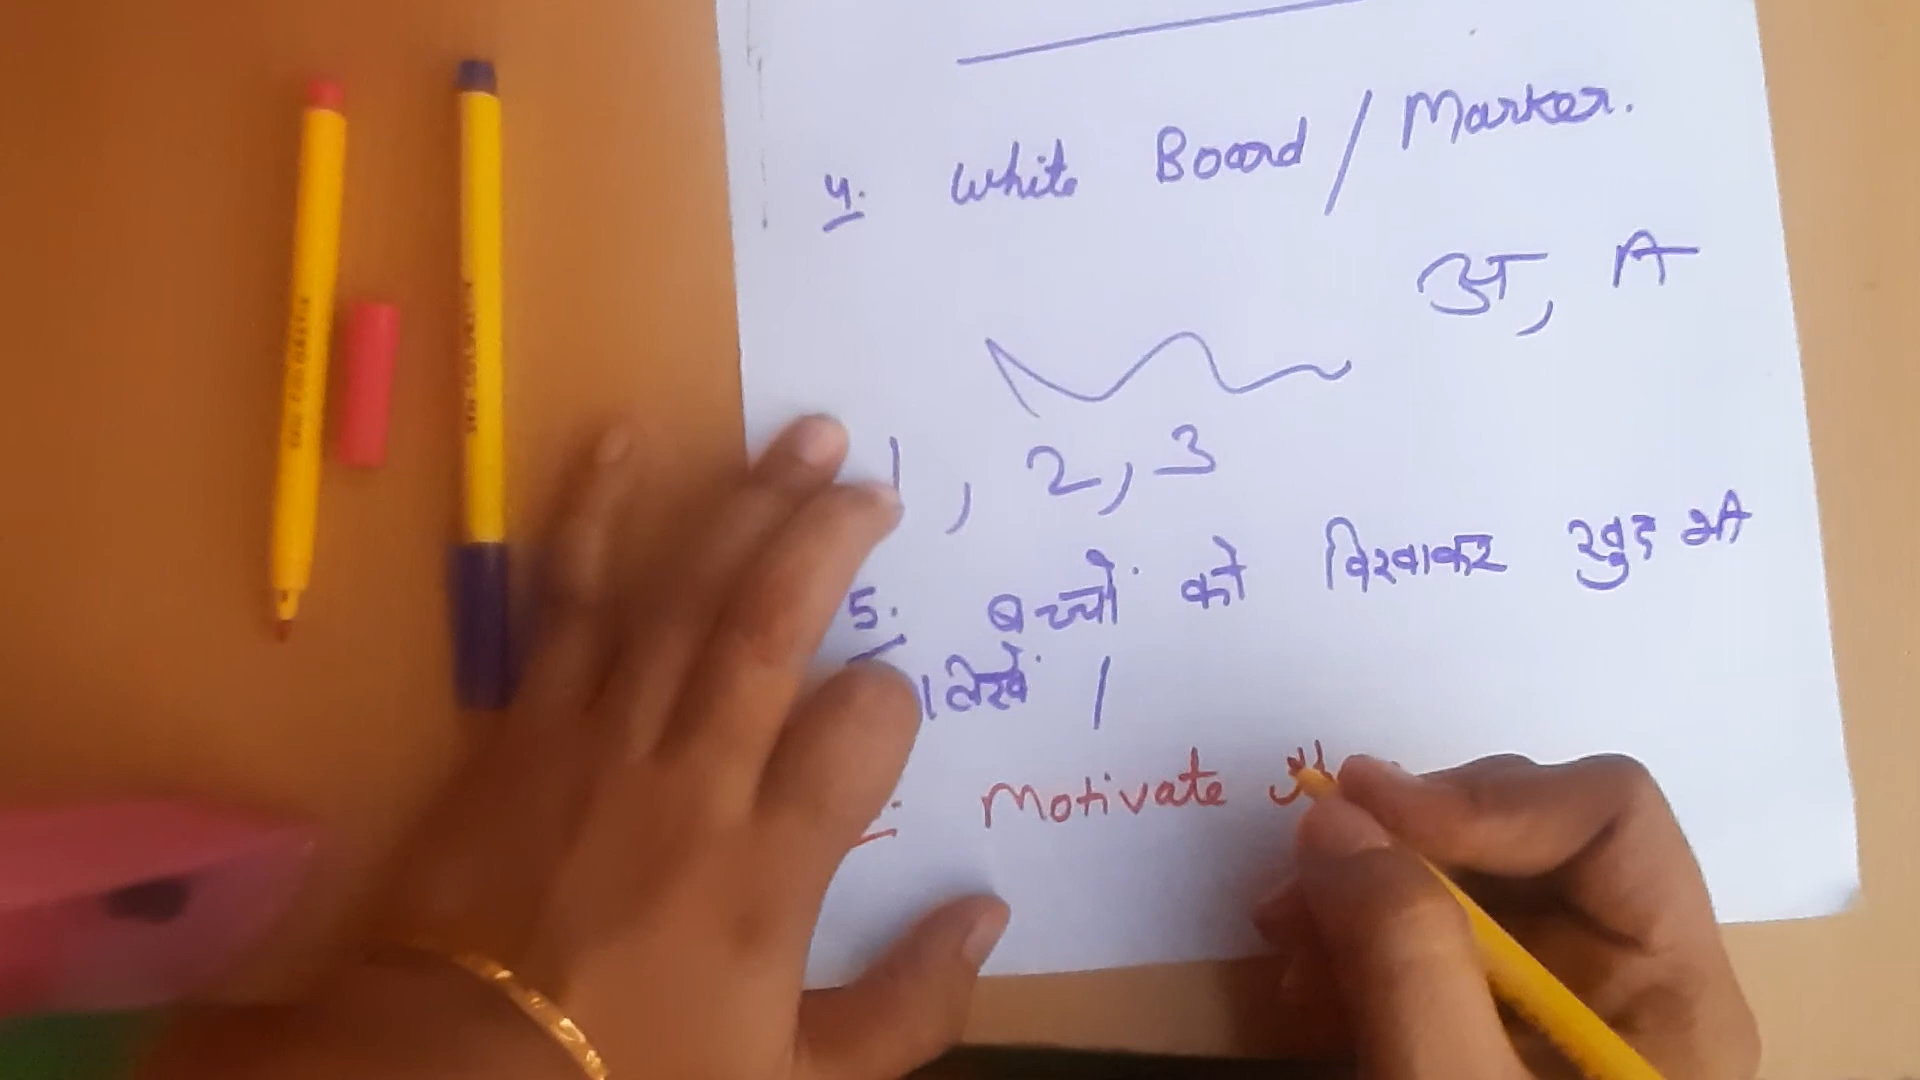 4. White Board / Marker.
अ, A
1, 2, 3
5. बच्चों को दिखाकर खुद भी
लिखें |
Motivate